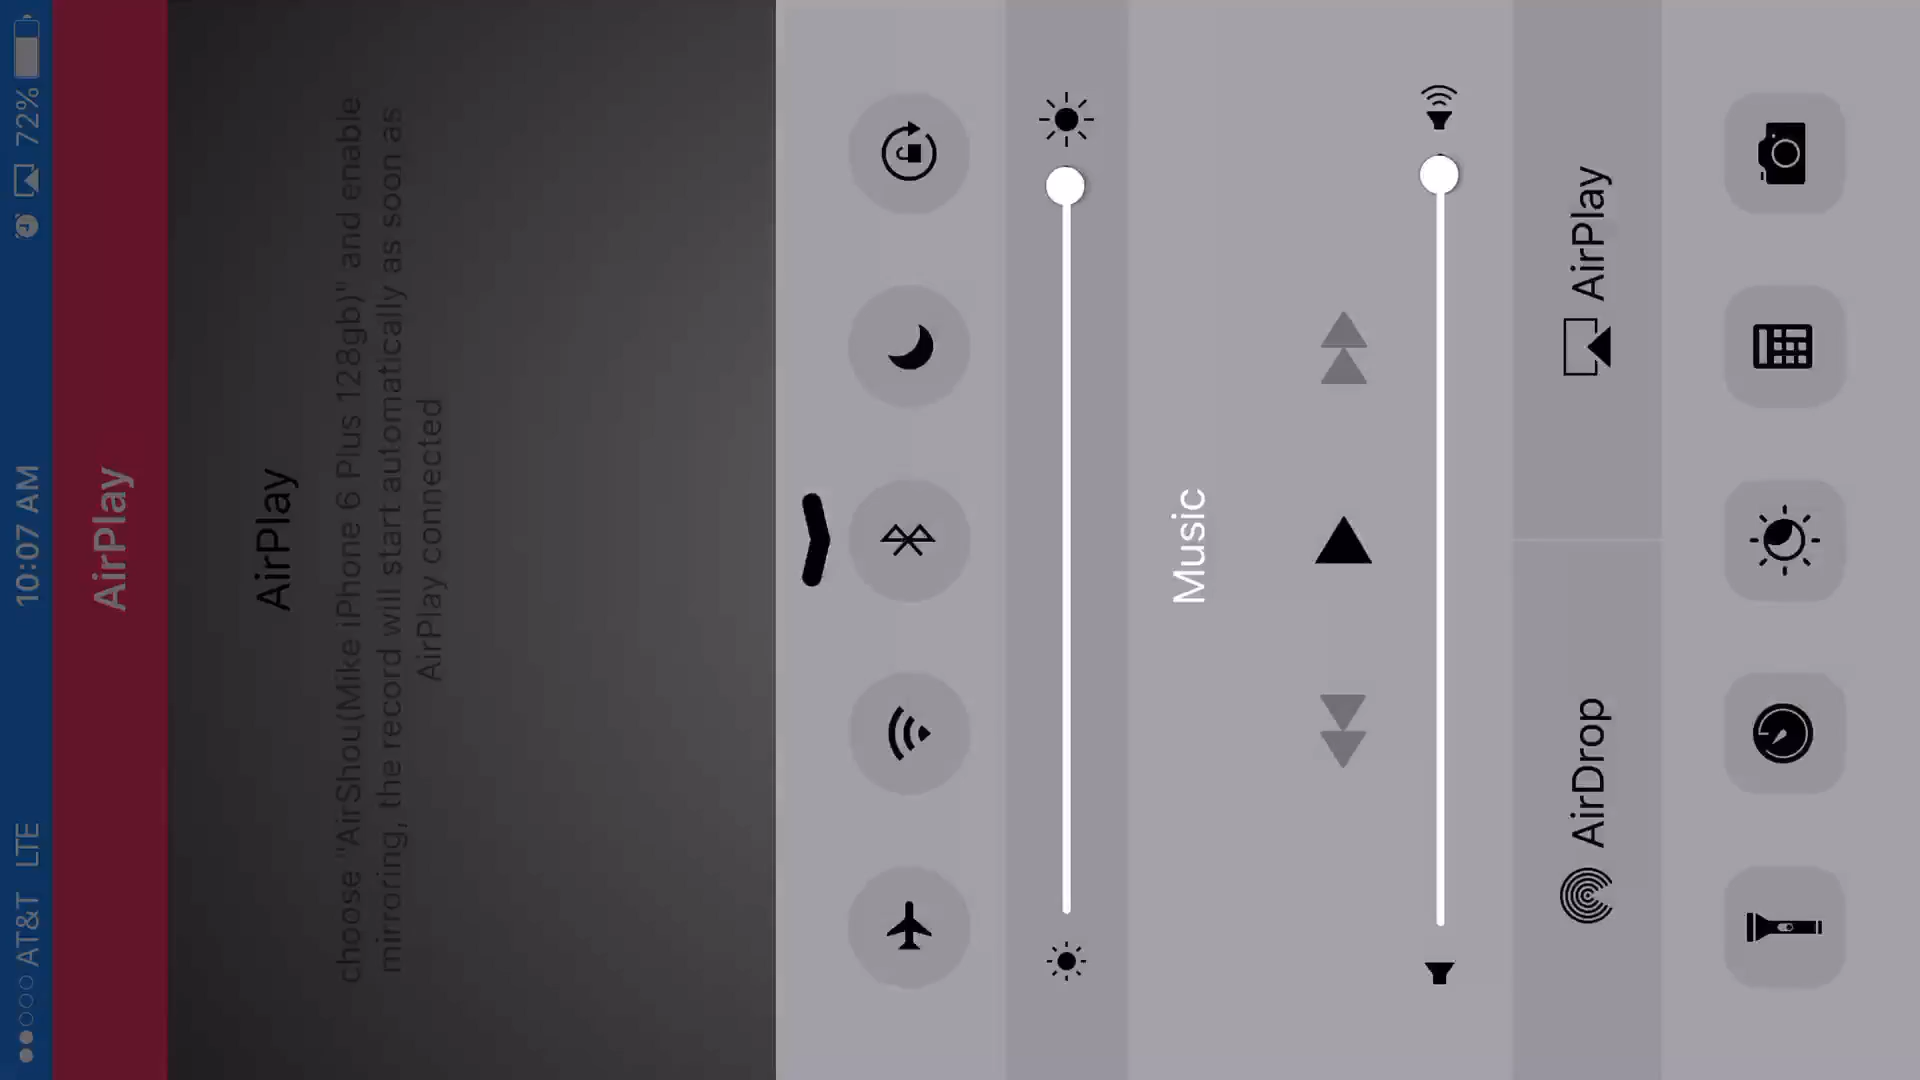 AT&T LTE 10:07 AM 72%
AirPlay
AirPlay
choose "AirShou(Mike iPhone 6 Plus 128gb)" and enable
mirroring, the record will start automatically as soon as
AirPlay connected
Music
AirDrop AirPlay